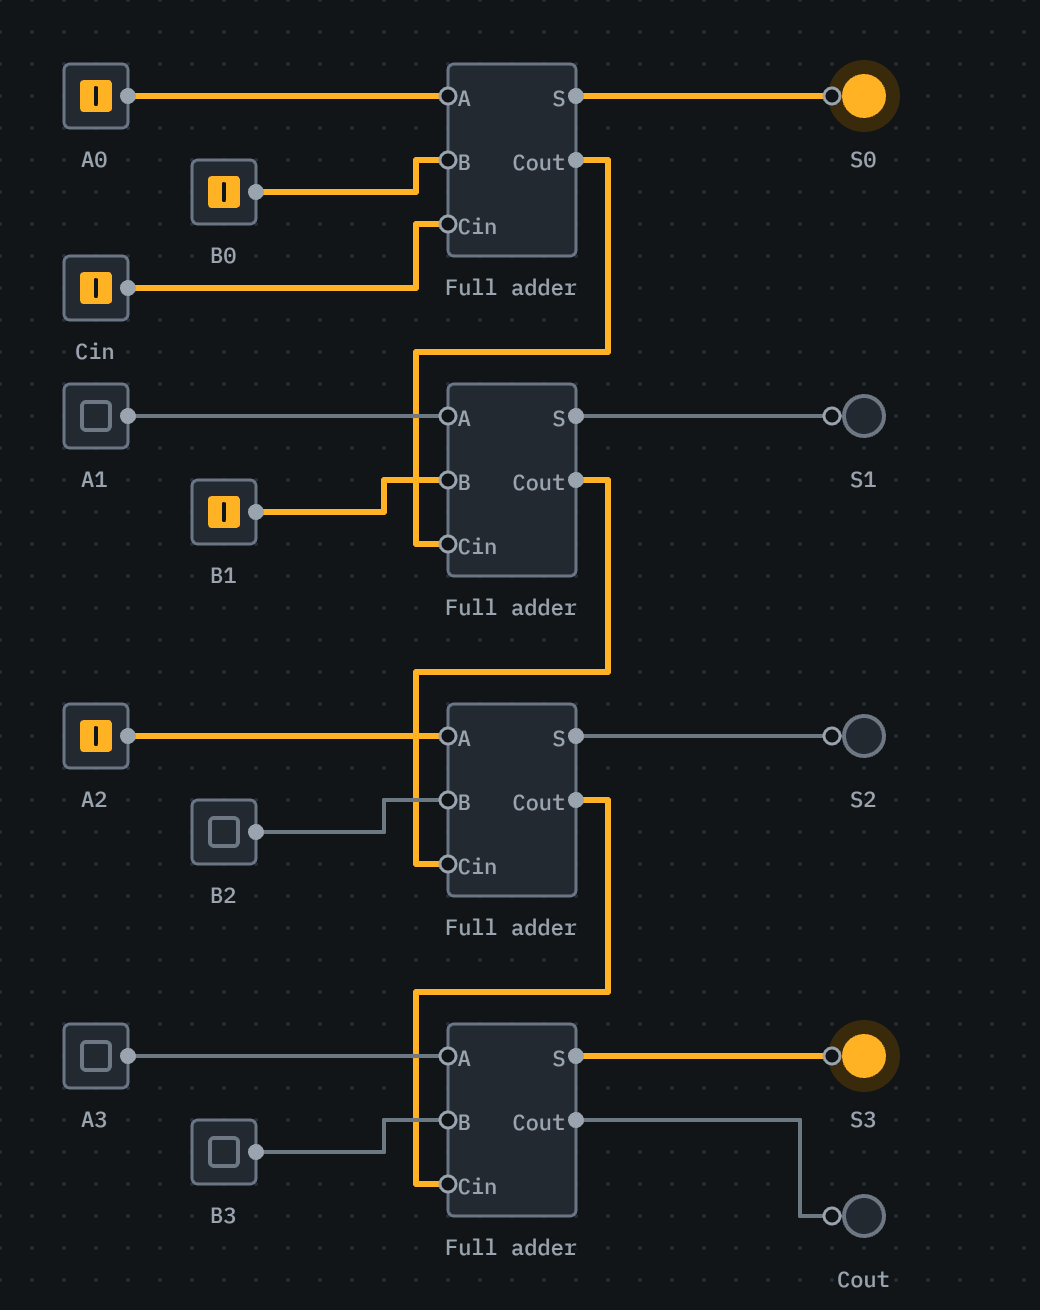 A
S
A0
S0
B
Cout
B0
Cin
Full adder
Cin
A
S
A1
S1
B
Cout
B1
Cin
Full adder
A
S
A2
S2
B
Cout
B2
Cin
Full adder
A
S
A3
S3
B
Cout
B3
Cin
Full adder
Cout